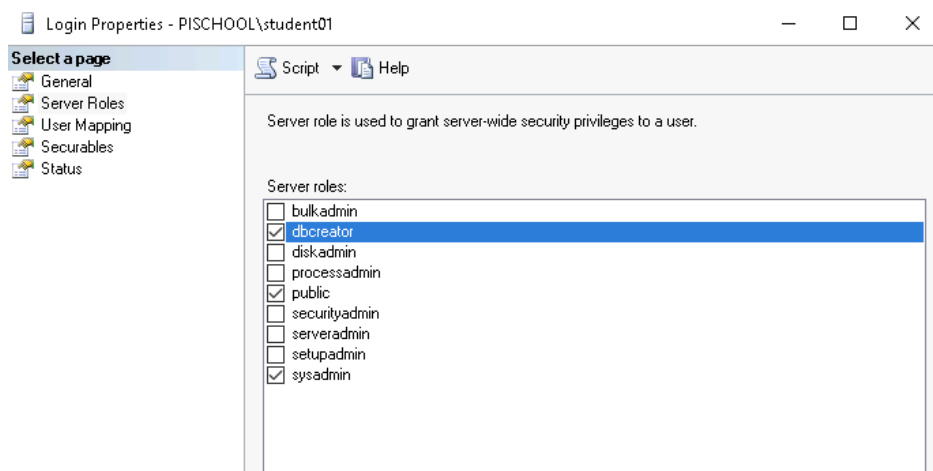 Login Properties - PISCHOOL\student01
Select a page
General
Server Roles
User Mapping
Securables
Status
Script Help
Server role is used to grant server-wide security privileges to a user.
Server roles:
bulkadmin
dbcreator
diskadmin
processadmin
public
securityadmin
serveradmin
setupadmin
sysadmin